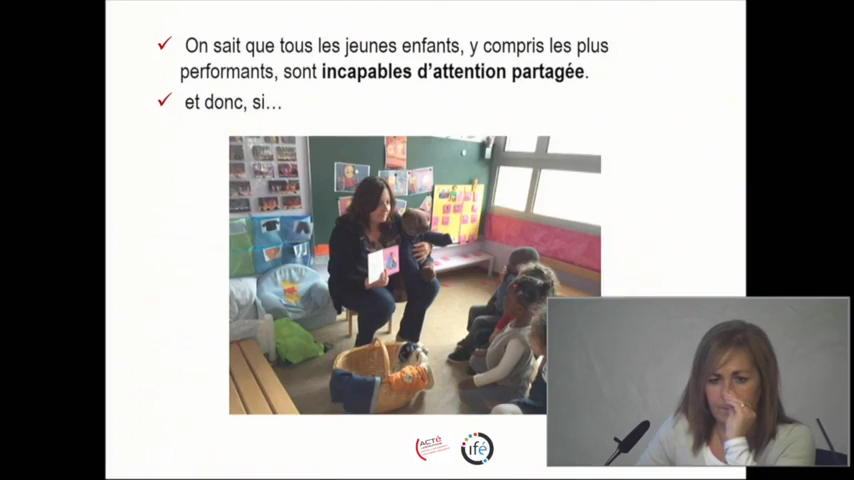 On sait que tous les jeunes enfants, y compris les plus
performants, sont incapables d'attention partagée.
et donc, si…
ACTé
ifé